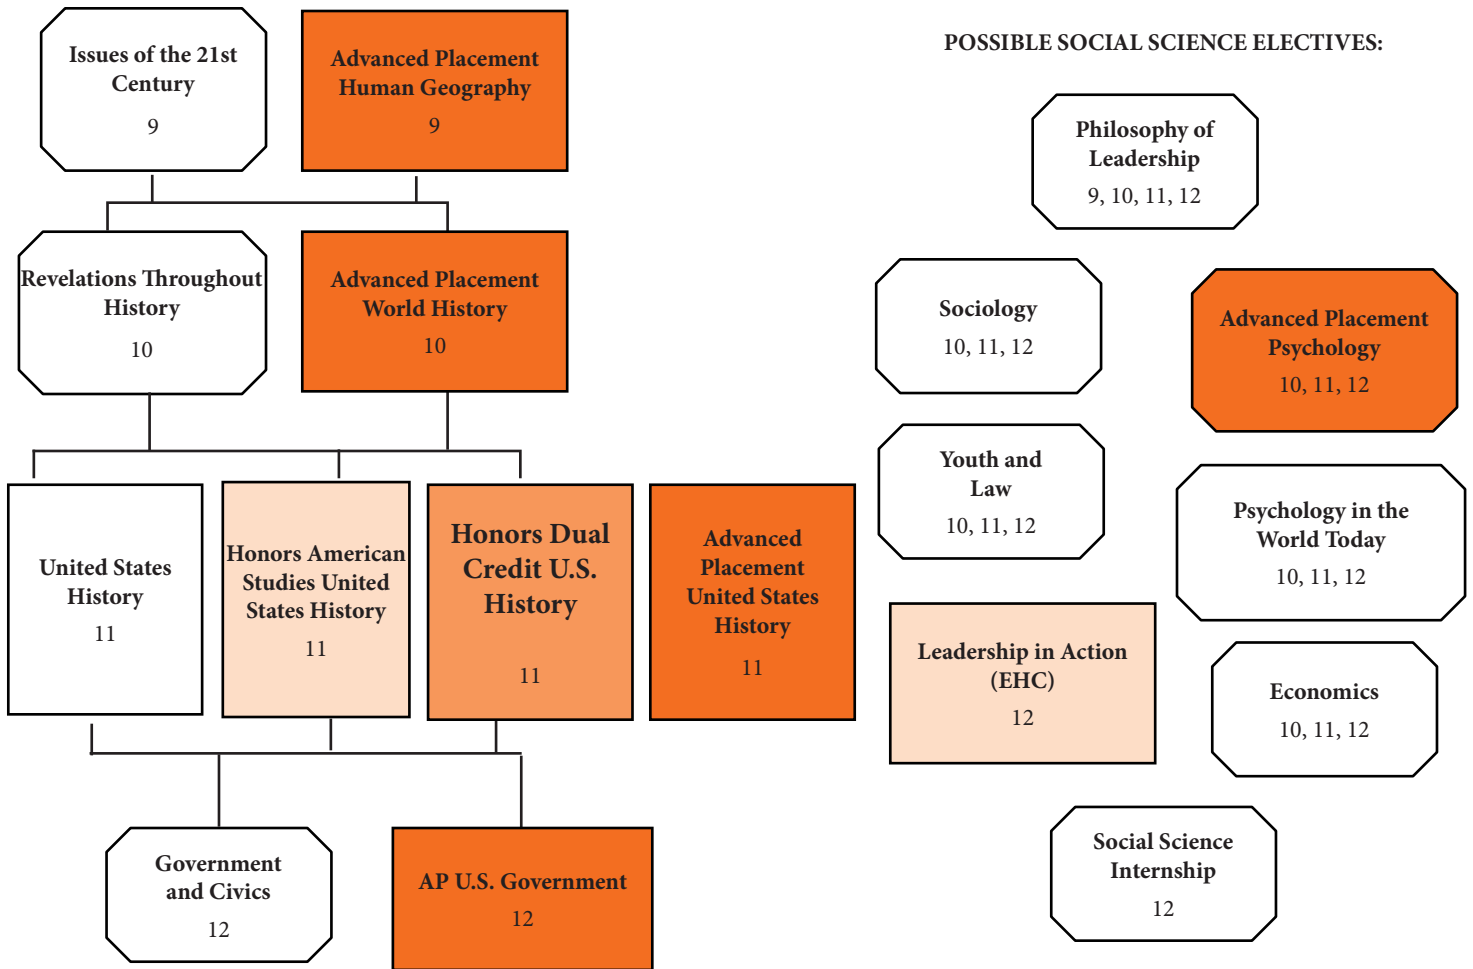 Issues of the 21st
Century
9
Advanced Placement
Human Geography
9
Revelations Throughout
History
10
Advanced Placement
World History
10
United States
History
11
Honors American
Studies United
States History
11
Honors Dual
Credit U.S.
History
11
Advanced
Placement
United States
History
11
Government
and Civics
12
AP U.S. Government
12
POSSIBLE SOCIAL SCIENCE ELECTIVES:
Philosophy of
Leadership
9, 10, 11, 12
Sociology
10, 11, 12
Advanced Placement
Psychology
10, 11, 12
Youth and
Law
10, 11, 12
Psychology in the
World Today
10, 11, 12
Leadership in Action
(EHC)
12
Economics
10, 11, 12
Social Science
Internship
12